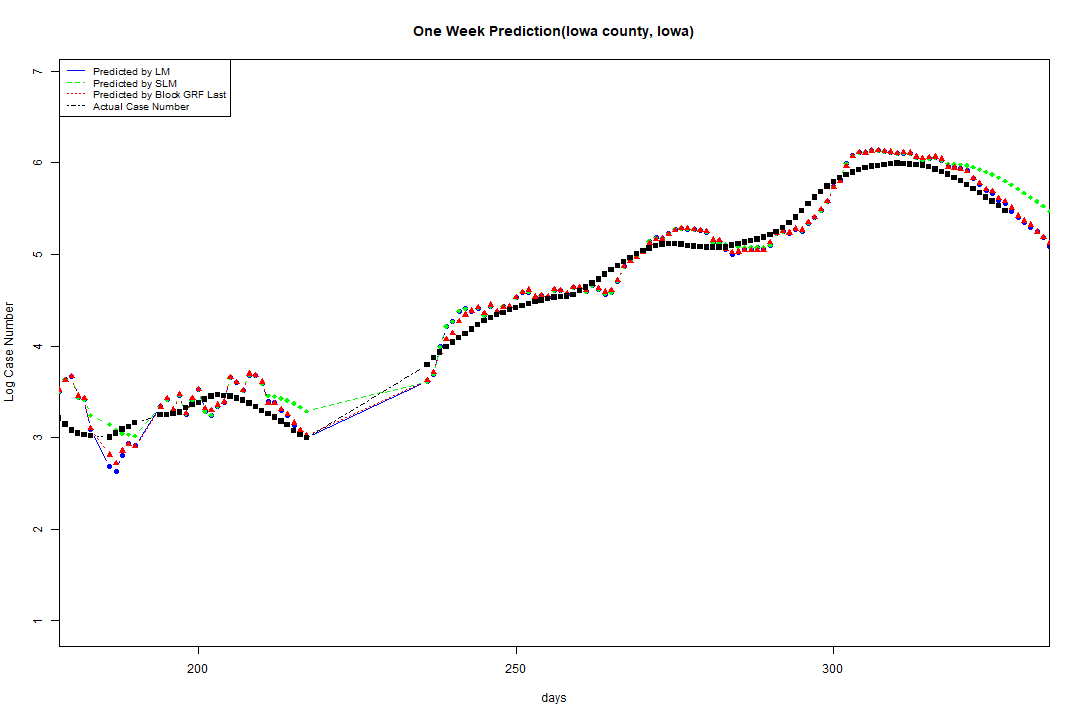 One Week Prediction(Iowa county, Iowa)
Predicted by LM
Predicted by SLM
Predicted by Block GRF Last
Actual Case Number
7
6
5
4
3
2
1
Log Case Number
200
250
300
days